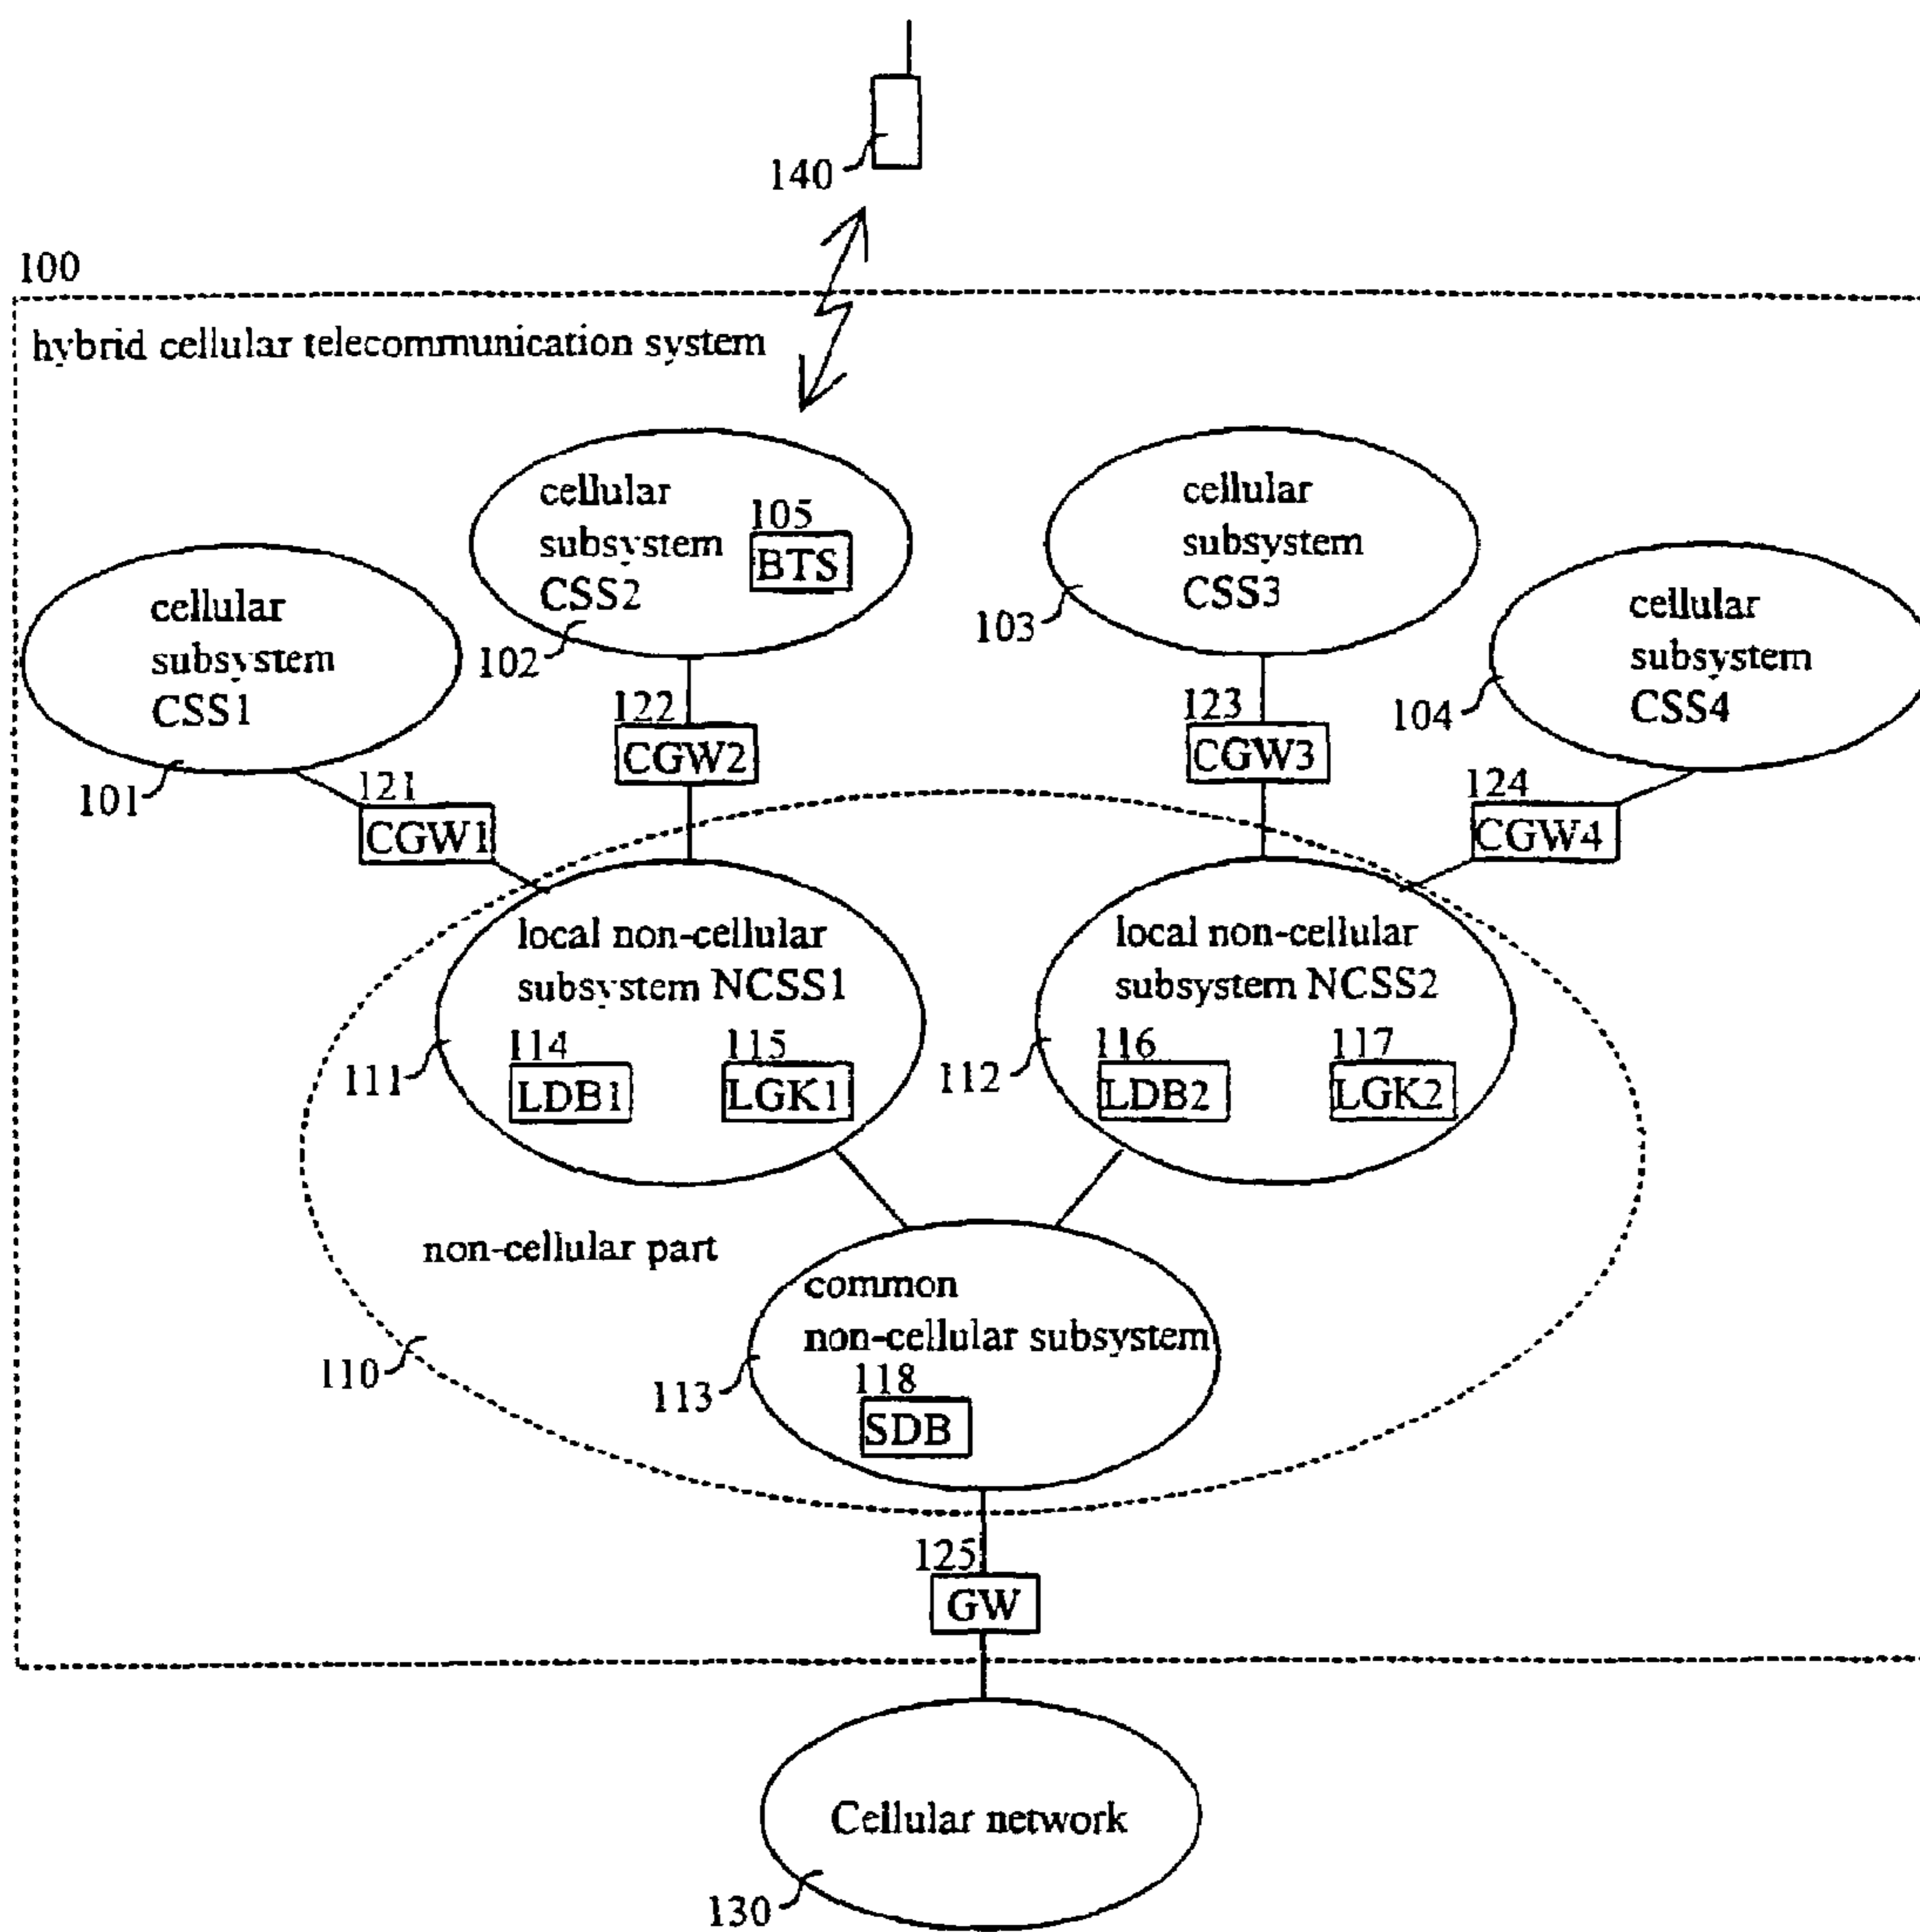 140
100
hybrid cellular telecommunication system
cellular
subsystem
CSS1
101
cellular
subsystem
CSS2
105
BTS
102
cellular
subsystem
CSS3
103
cellular
subsystem
CSS4
104
121
CGW1
122
CGW2
123
CGW3
124
CGW4
local non-cellular
subsystem NCSS1
114
LDB1
115
LGK1
111
local non-cellular
subsystem NCSS2
116
LDB2
117
LGK2
112
non-cellular part
110
common
non-cellular subsystem
118
SDB
113
125
GW
Cellular network
130